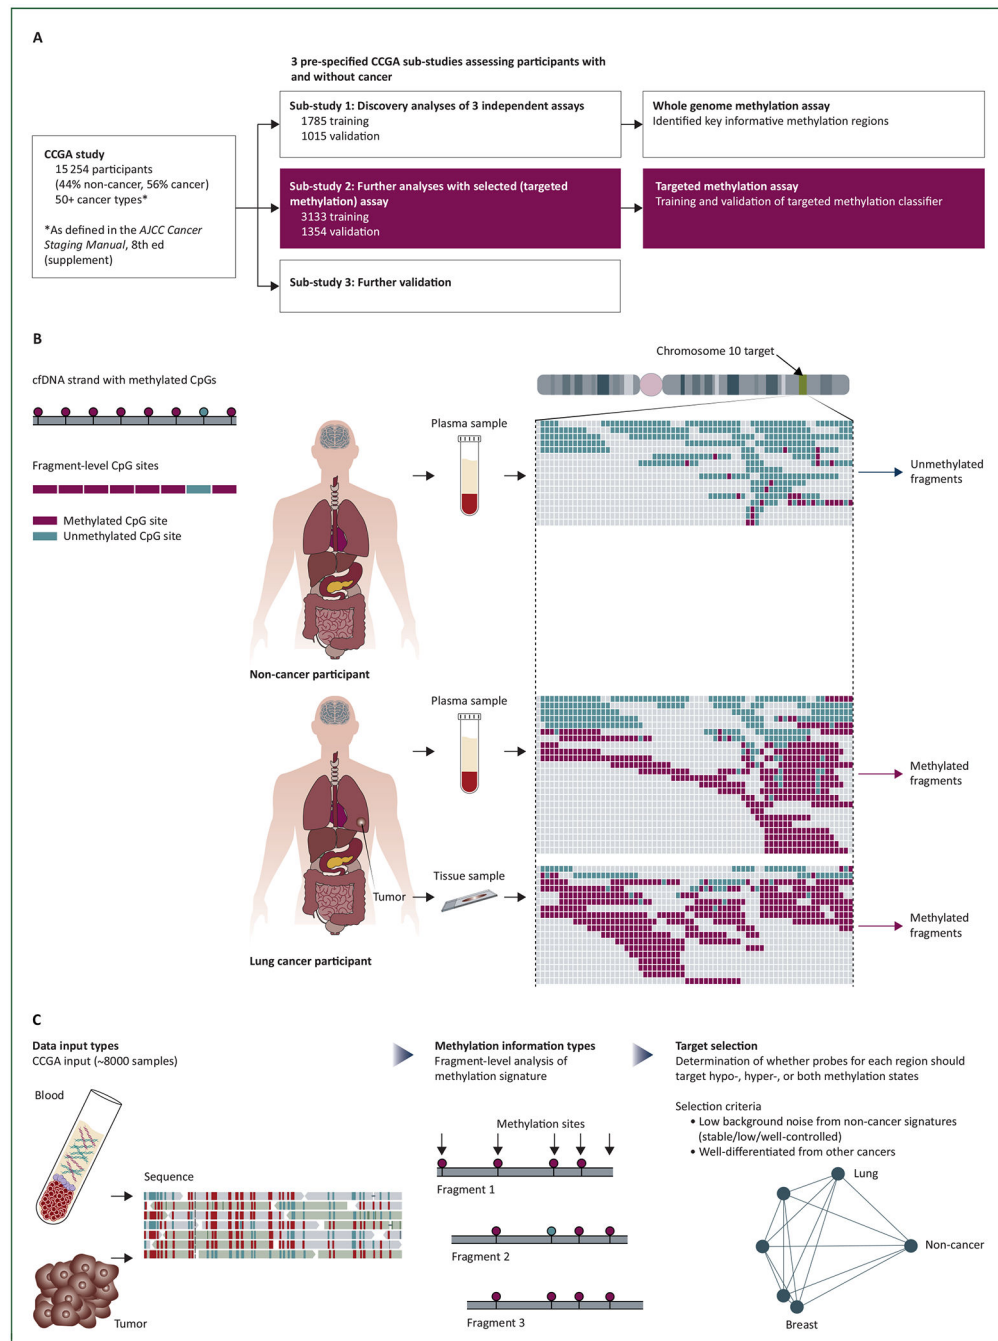 A
3 pre-specified CCGA sub-studies assessing participants with
and without cancer
CCGA study
15 254 participants
(44% non-cancer, 56% cancer)
50+ cancer types*
*As defined in the AJCC Cancer
Staging Manual, 8th ed
(supplement)
Sub-study 1: Discovery analyses of 3 independent assays
1785 training
1015 validation
Whole genome methylation assay
Identified key informative methylation regions
Sub-study 2: Further analyses with selected (targeted
methylation) assay
3133 training
1354 validation
Targeted methylation assay
Training and validation of targeted methylation classifier
Sub-study 3: Further validation
B
Chromosome 10 target
cfDNA strand with methylated CpGs
Fragment-level CpG sites
Methylated CpG site
Unmethylated CpG site
Plasma sample
Unmethylated
fragments
Non-cancer participant
Plasma sample
Methylated
fragments
Tumor
Tissue sample
Methylated
fragments
Lung cancer participant
C
Data input types
CCGA input (~8000 samples)
Blood
Sequence
Tumor
Methylation information types
Fragment-level analysis of
methylation signature
Methylation sites
Fragment 1
Fragment 2
Fragment 3
Target selection
Determination of whether probes for each region should
target hypo-, hyper-, or both methylation states
Selection criteria
• Low background noise from non-cancer signatures
(stable/low/well-controlled)
• Well-differentiated from other cancers
Lung
Non-cancer
Breast